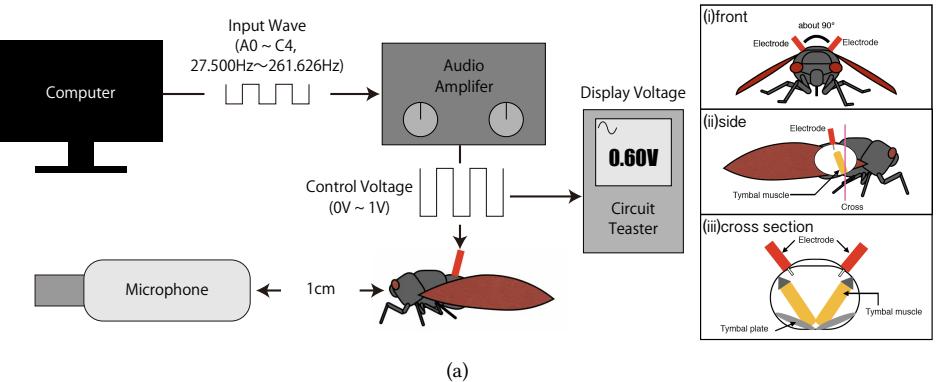 Computer
Input Wave
(A0 ~ C4,
27.500Hz～261.626Hz)
Audio
Amplifer
Display Voltage
0.60V
Circuit
Teaster
Control Voltage
(0V ~ 1V)
Microphone
1cm
(i)front
about 90°
Electrode
Electrode
(ii)side
Electrode
Tymbal muscle
Cross
(iii)cross section
Electrode
Tymbal muscle
Tymbal plate
(a)